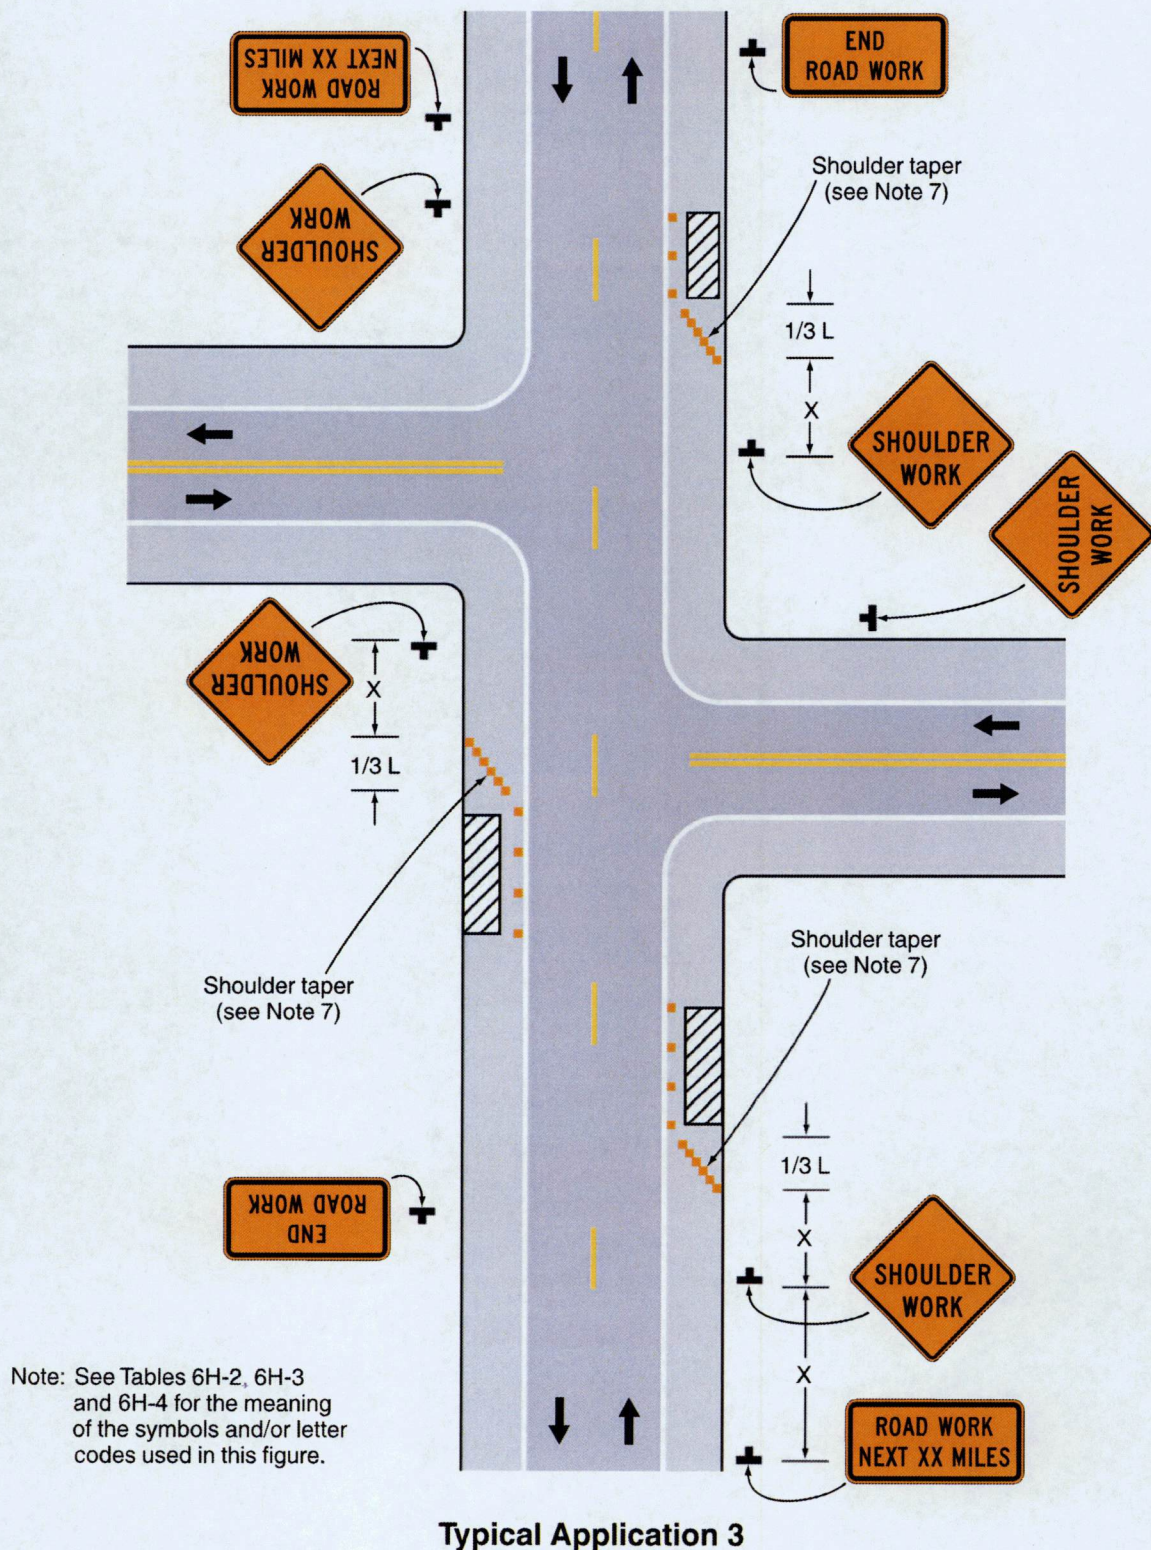 ROAD WORK
NEXT XX MILES
END
ROAD WORK
SHOULDER
WORK
Shoulder taper
(see Note 7)
1/3 L
X
SHOULDER
WORK
SHOULDER
WORK
SHOULDER
WORK
X
1/3 L
Shoulder taper
(see Note 7)
Shoulder taper
(see Note 7)
1/3 L
X
END
ROAD WORK
SHOULDER
WORK
X
Note: See Tables 6H-2, 6H-3
and 6H-4 for the meaning
of the symbols and/or letter
codes used in this figure.
ROAD WORK
NEXT XX MILES
Typical Application 3